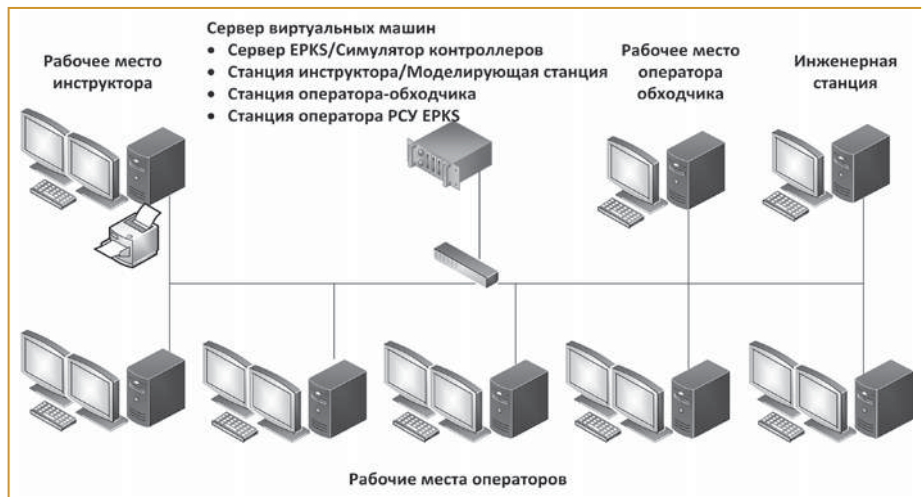 Рабочее место
инструктора
Сервер виртуальных машин
• Сервер EPKS/Симулятор контроллеров
• Станция инструктора/Моделирующая станция
• Станция оператора-обходчика
• Станция оператора РСУ EPKS
Рабочее место
оператора
обходчика
Инженерная
станция
Рабочие места операторов